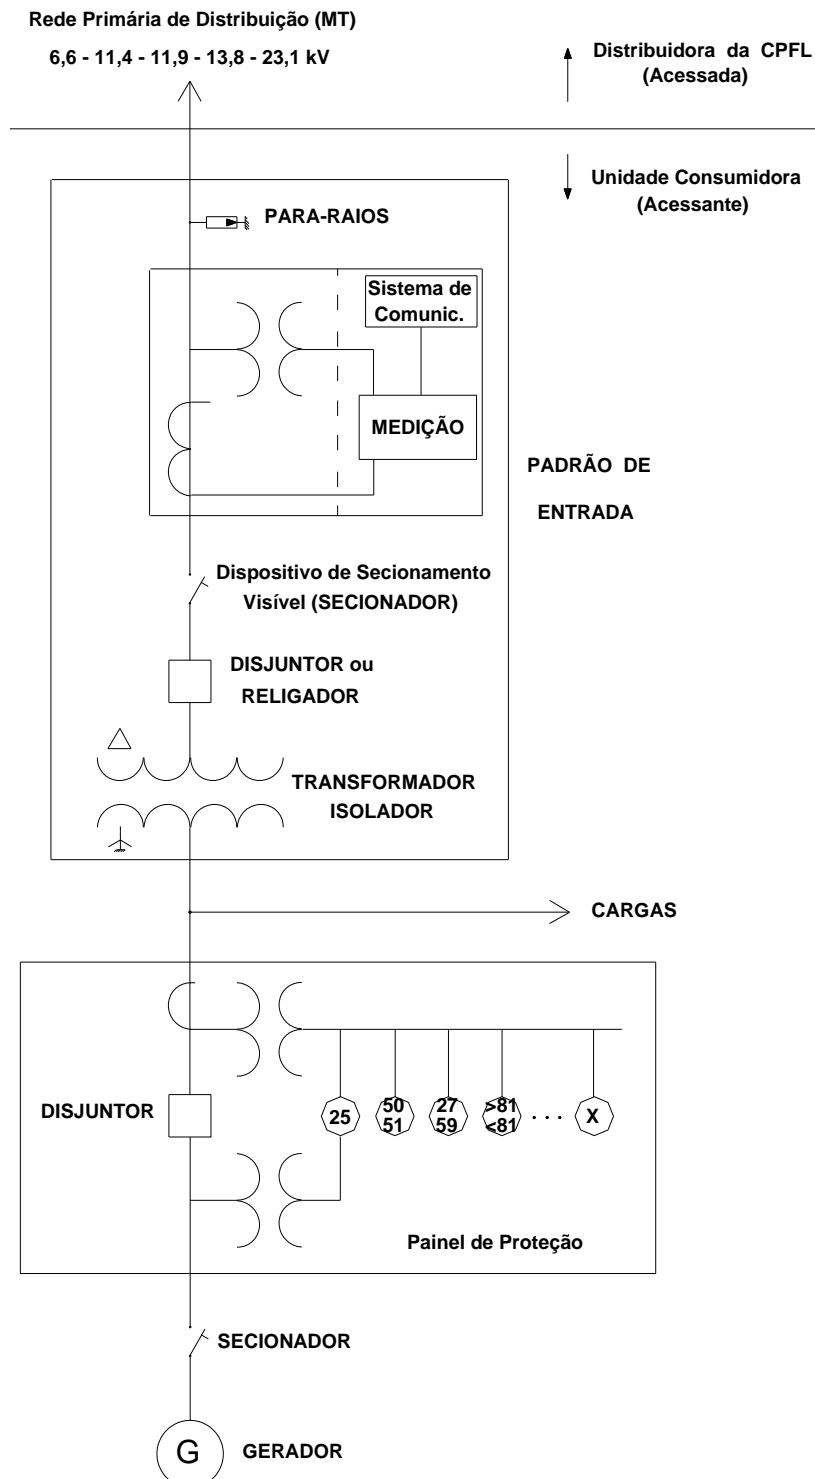 Rede Primária de Distribuição (MT)
6,6 - 11,4 - 11,9 - 13,8 - 23,1 kV
Distribuidora da CPFL
(Acessada)
Unidade Consumidora
(Acessante)
PARA-RAIOS
Sistema de
Comunic.
MEDIÇÃO
PADRÃO DE
ENTRADA
Dispositivo de Secionamento
Visível (SECIONADOR)
DISJUNTOR ou
RELIGADOR
TRANSFORMADOR
ISOLADOR
CARGAS
DISJUNTOR
25
50
51
27
59
>81
<81
. . .
X
Painel de Proteção
SECIONADOR
G
GERADOR